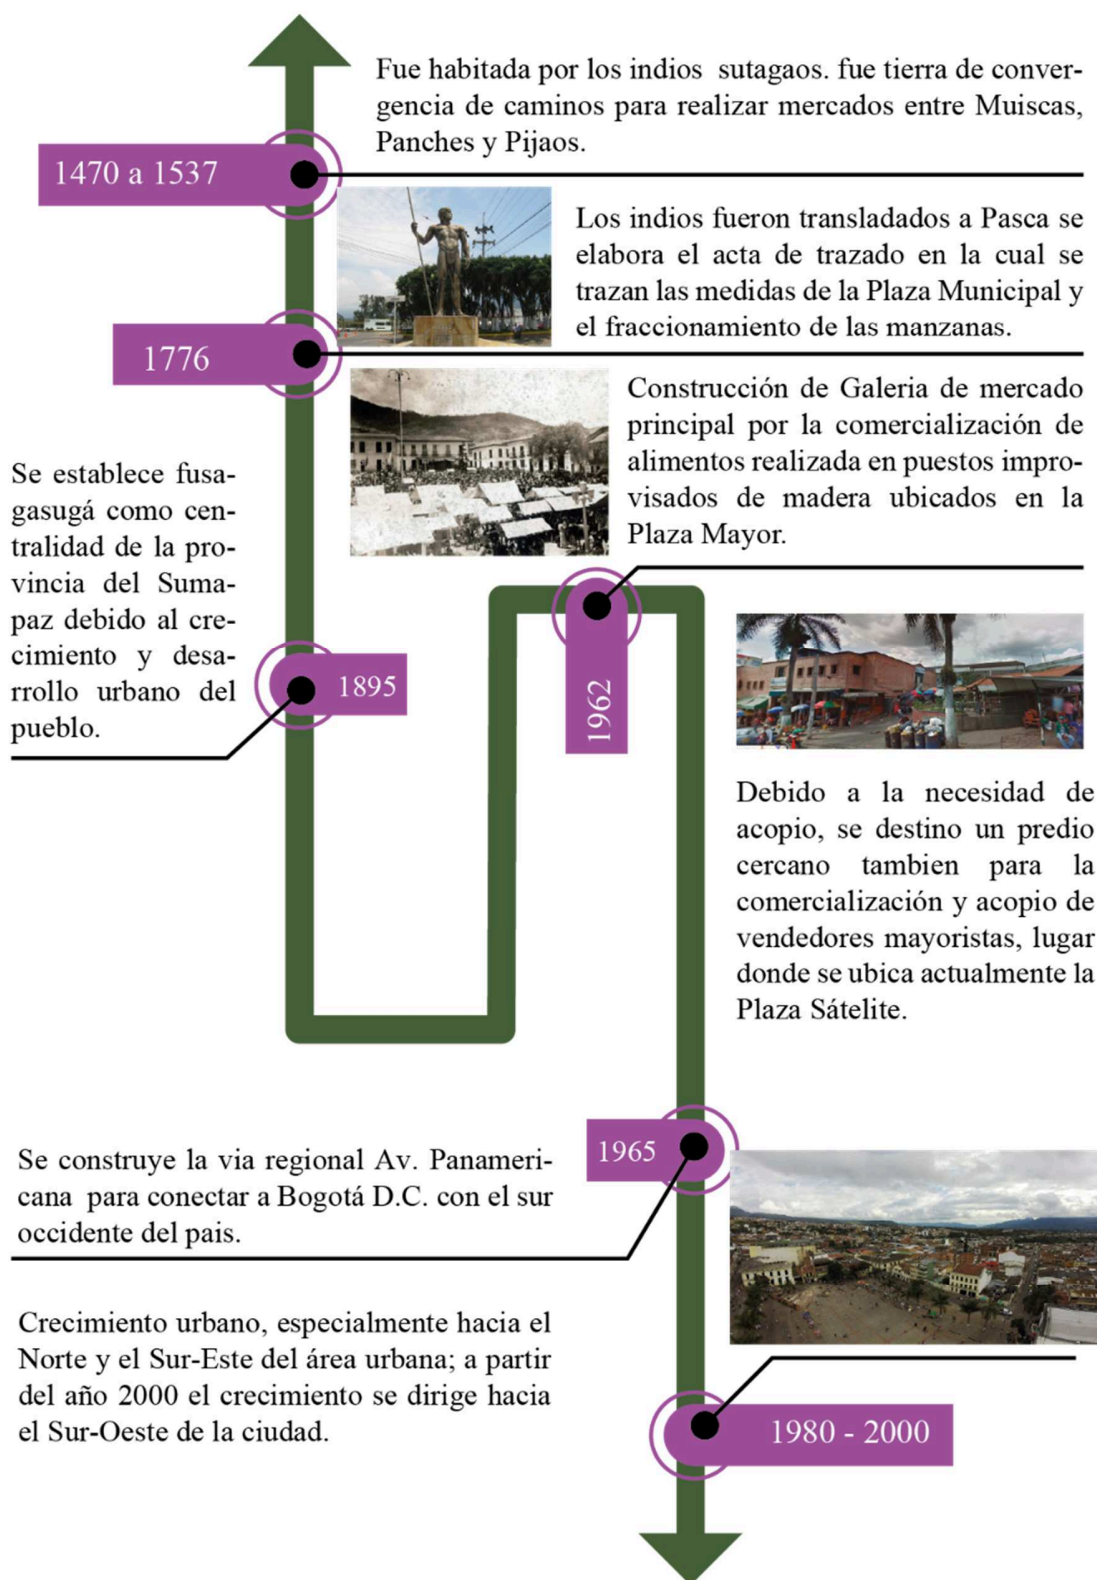 Fue habitada por los indios sutagaos. fue tierra de conver-
gencia de caminos para realizar mercados entre Muiscas,
Panches y Pijaos.
1470 a 1537
Los indios fueron transladados a Pasca se
elabora el acta de trazado en la cual se
trazan las medidas de la Plaza Municipal y
el fraccionamiento de las manzanas.
1776
Construcción de Galeria de mercado
principal por la comercialización de
alimentos realizada en puestos impro-
visados de madera ubicados en la
Plaza Mayor.
Se establece fusa-
gasugá como cen-
tralidad de la pro-
vincia del Suma-
paz debido al cre-
cimiento y desa-
rrollo urbano del
pueblo.
1895
1962
Debido a la necesidad de
acopio, se destino un predio
cercano tambien para la
comercialización y acopio de
vendedores mayoristas, lugar
donde se ubica actualmente la
Plaza Sátelite.
1965
Se construye la via regional Av. Panameri-
cana para conectar a Bogotá D.C. con el sur
occidente del pais.
Crecimiento urbano, especialmente hacia el
Norte y el Sur-Este del área urbana; a partir
del año 2000 el crecimiento se dirige hacia
el Sur-Oeste de la ciudad.
1980 - 2000